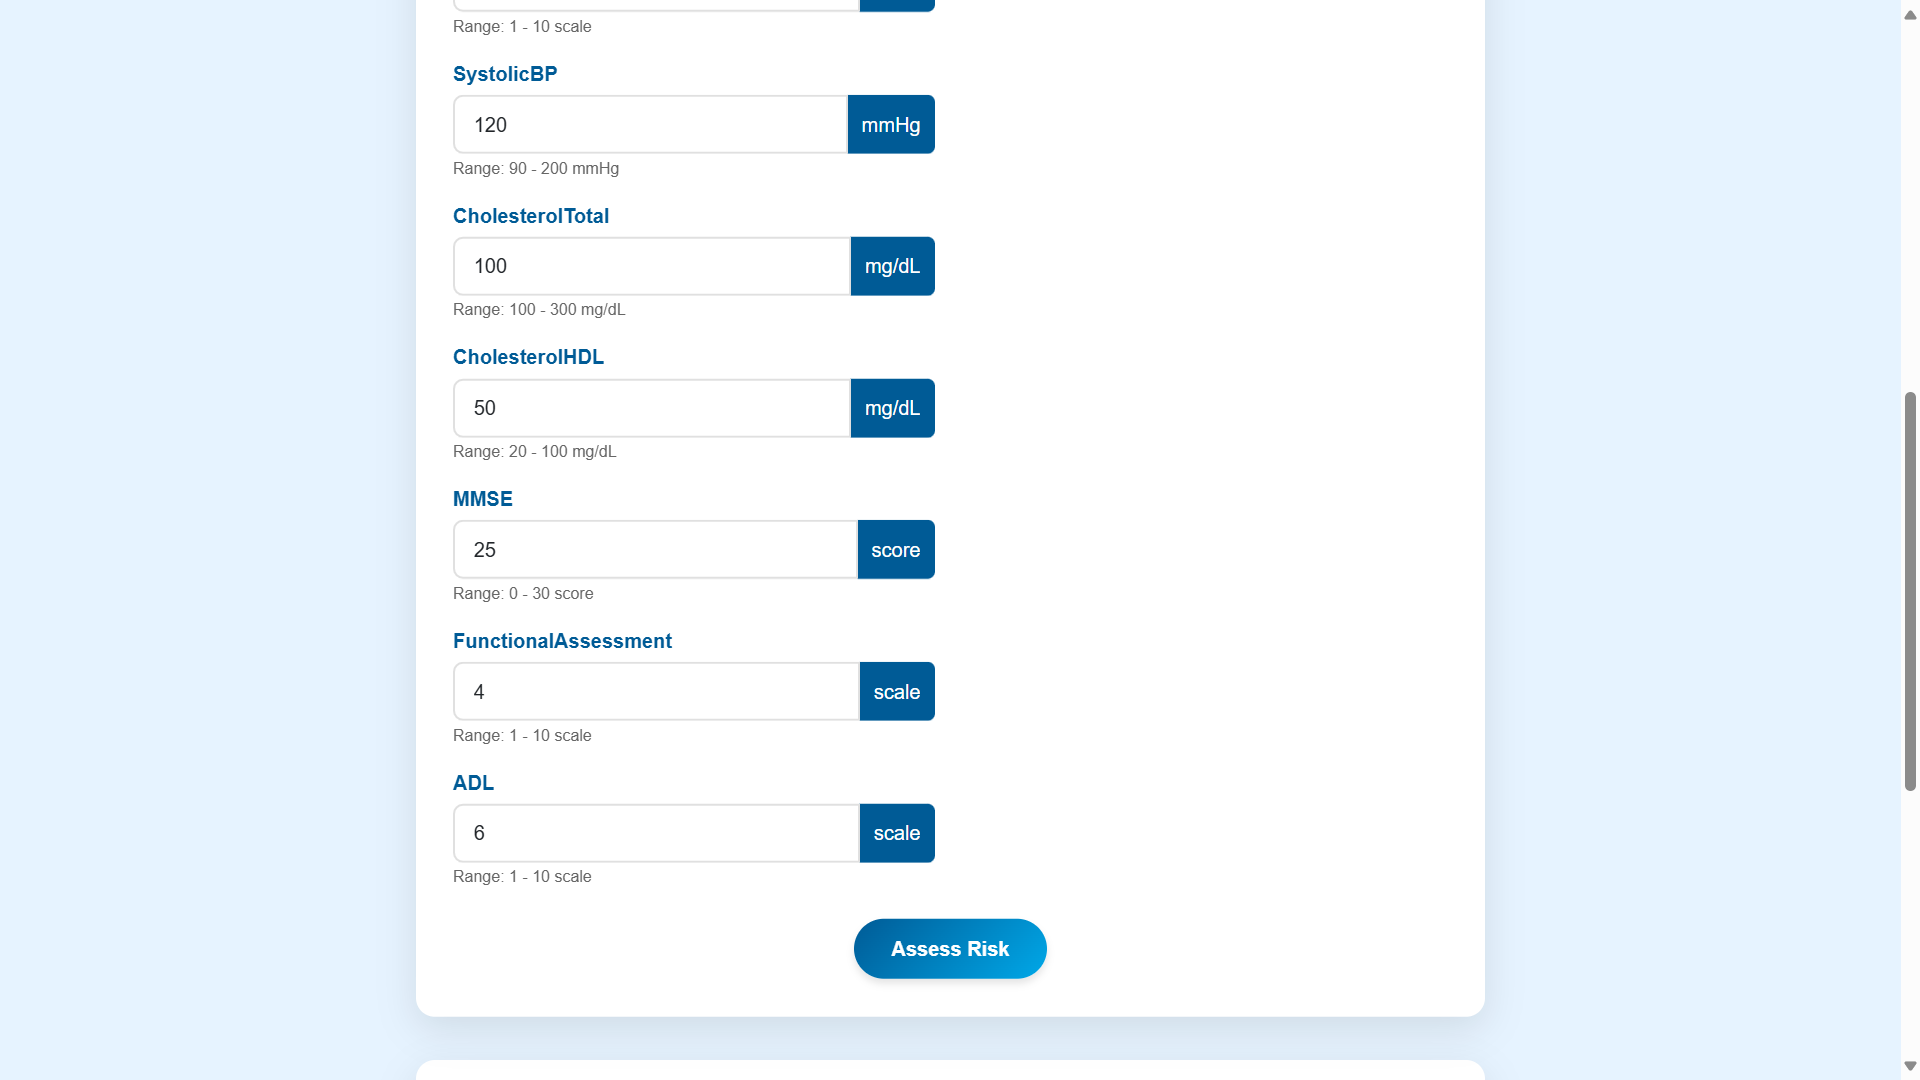 Range: 1 - 10 scale
SystolicBP
120 mmHg
Range: 90 - 200 mmHg
CholesterolTotal
100 mg/dL
Range: 100 - 300 mg/dL
CholesterolHDL
50 mg/dL
Range: 20 - 100 mg/dL
MMSE
25 score
Range: 0 - 30 score
FunctionalAssessment
4 scale
Range: 1 - 10 scale
ADL
6 scale
Range: 1 - 10 scale
Assess Risk